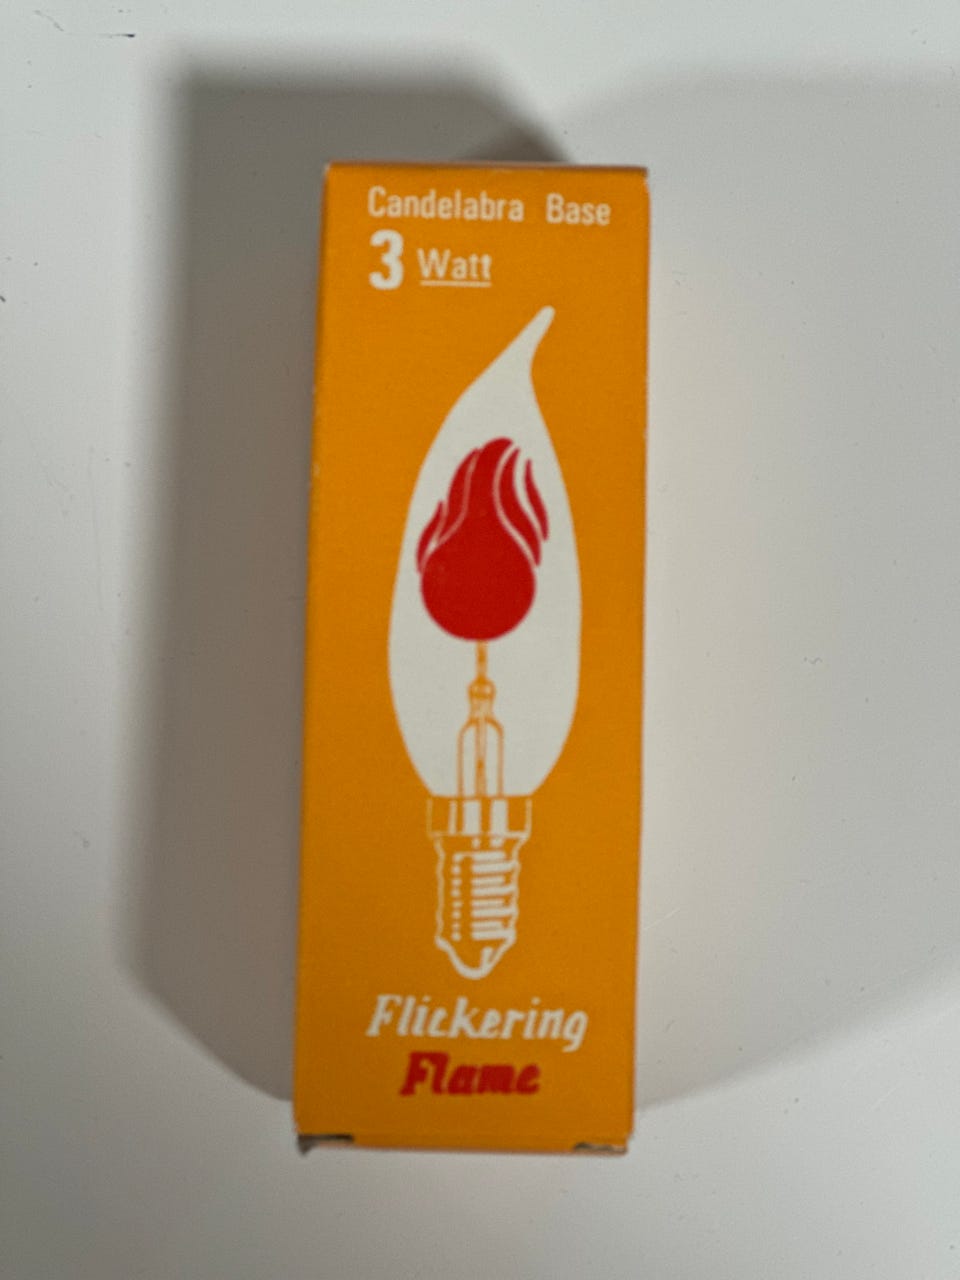 Candelabra Base
3 Watt
Flickering
Flame